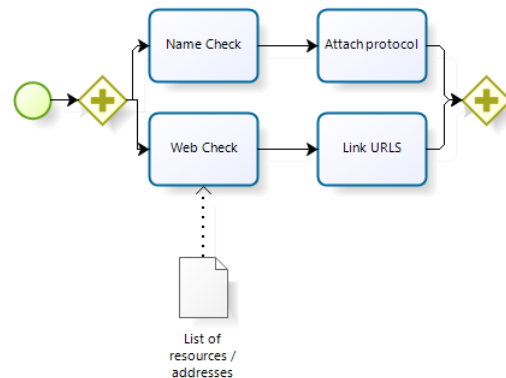 Name Check
Attach protocol
Web Check
Link URLS
List of
resources /
addresses